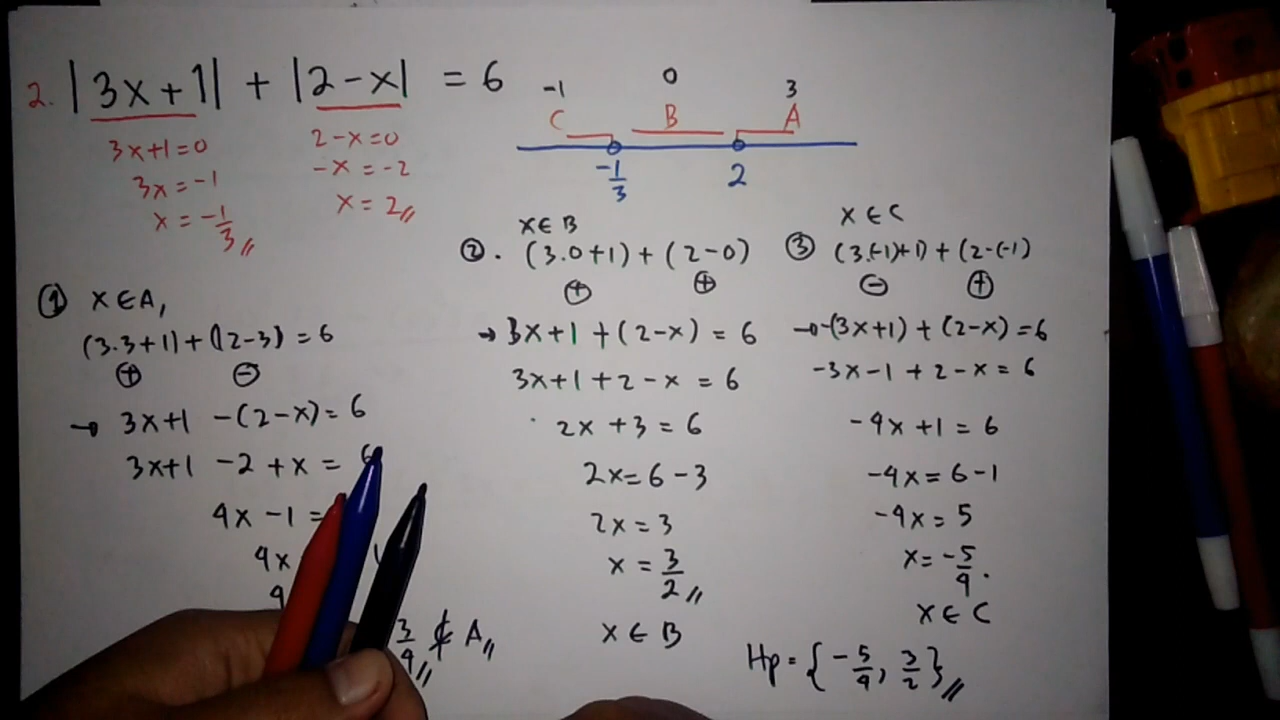 2. |3x+1| + |2-x| = 6
3x+1=0
3x=-1
x = -1/3 //
2-x=0
-x = -2
x = 2 //
-1 0 3
C B A
-1/3 2
① x∈A,
(3.3+1)+(2-3)=6
⊕ ⊖
→ 3x+1 -(2-x)=6
3x+1 -2 +x = 6
4x -1 =
4x
3/4 ∉ A //
x∈B
②. (3.0+1)+(2-0)
⊕ ⊕
→ 3x+1 +(2-x) = 6
3x+1+2-x = 6
2x +3 = 6
2x=6-3
2x = 3
x = 3/2 //
x ∈ B
x ∈ C
③ (3.(-1)+1)+(2-(-1)
⊖ ⊕
→ -(3x+1)+(2-x)=6
-3x-1+2-x=6
-4x+1=6
-4x=6-1
-4x=5
x=-5/4.
x∈C
Hp={-5/4, 3/2} //